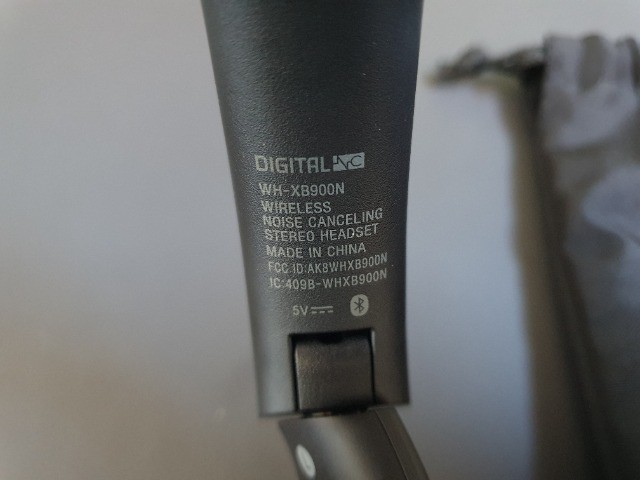 DIGITAL NC
WH-XB900N
WIRELESS
NOISE CANCELING
STEREO HEADSET
MADE IN CHINA
FCC ID:AK8WHXB900N
IC:409B-WHXB900N
5V